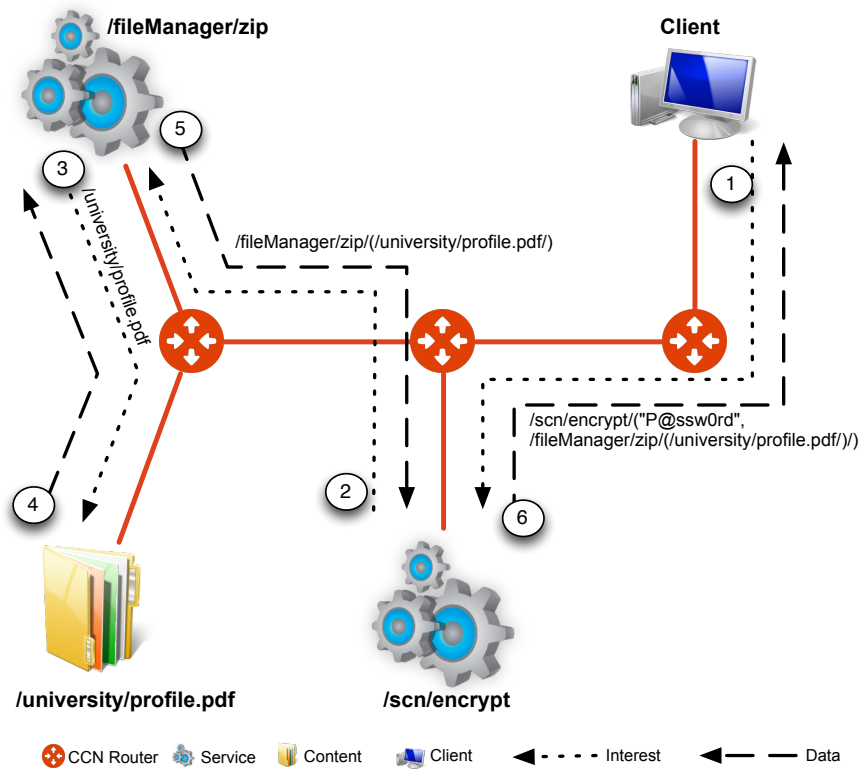 /fileManager/zip
Client
5
3
1
/university/profile.pdf
/fileManager/zip/(/university/profile.pdf/)
/scn/encrypt/("P@ssw0rd",
/fileManager/zip/(/university/profile.pdf/)/)
2
4
6
/university/profile.pdf
/scn/encrypt
CCN Router
Service
Content
Client
Interest
Data